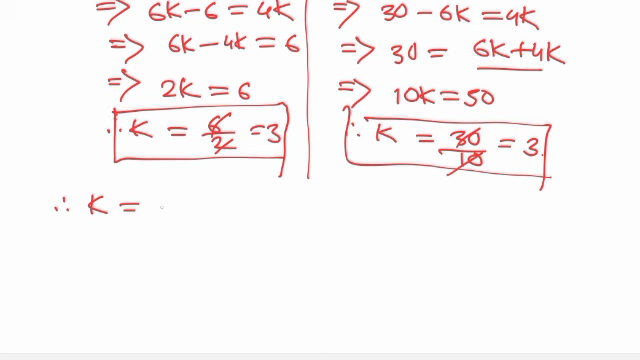 => 6K - 6 = 4K
=> 6K - 4K = 6
=> 2K = 6
∴ K = 6/2 = 3
=> 30 - 6K = 4K
=> 30 = 6K + 4K
=> 10K = 50
∴ K = 30/10 = 3.
∴ K =